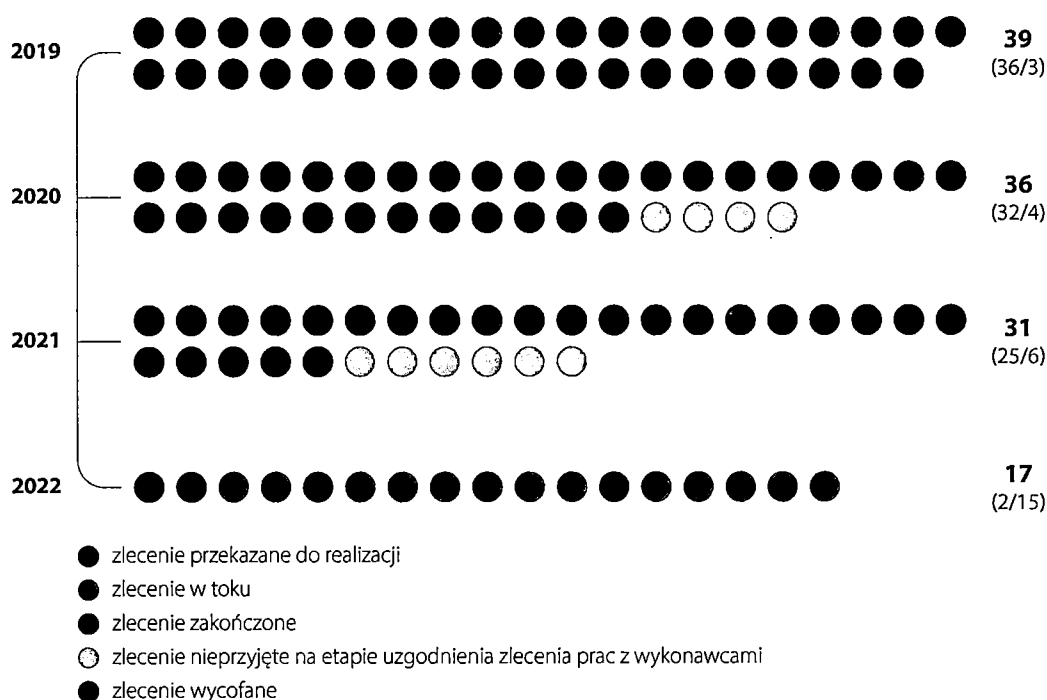 2019
39
(36/3)
2020
36
(32/4)
2021
31
(25/6)
2022
17
(2/15)
zlecenie przekazane do realizacji
zlecenie w toku
zlecenie zakończone
zlecenie nieprzyjęte na etapie uzgodnienia zlecenia prac z wykonawcami
zlecenie wycofane